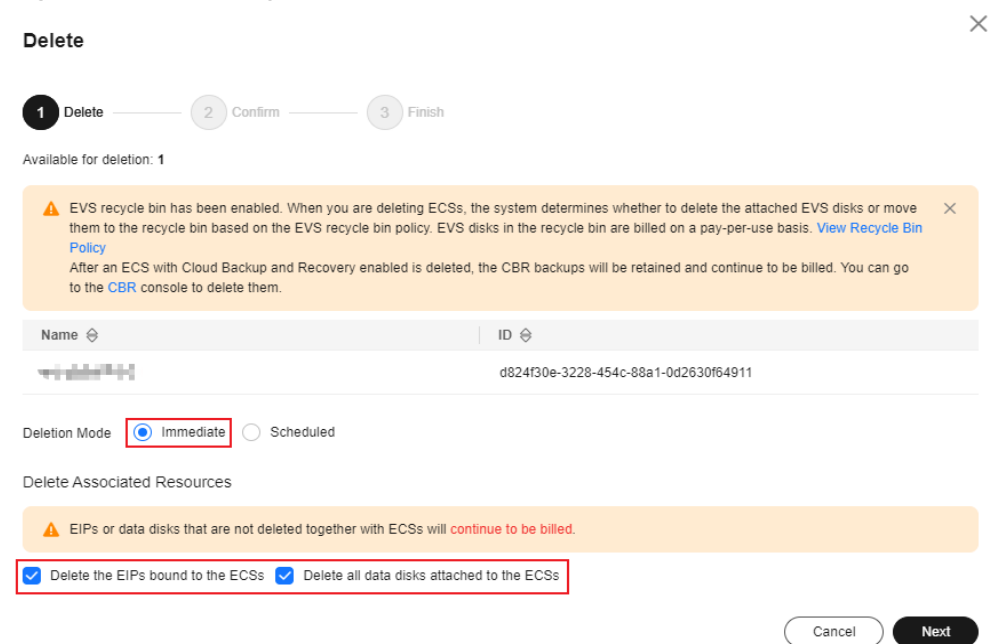 Delete
1 Delete 2 Confirm 3 Finish
Available for deletion: 1
EVS recycle bin has been enabled. When you are deleting ECSs, the system determines whether to delete the attached EVS disks or move
them to the recycle bin based on the EVS recycle bin policy. EVS disks in the recycle bin are billed on a pay-per-use basis. View Recycle Bin
Policy
After an ECS with Cloud Backup and Recovery enabled is deleted, the CBR backups will be retained and continue to be billed. You can go
to the CBR console to delete them.
Name ID
d824f30e-3228-454c-88a1-0d2630f64911
Deletion Mode Immediate Scheduled
Delete Associated Resources
EIPs or data disks that are not deleted together with ECSs will continue to be billed.
Delete the EIPs bound to the ECSs Delete all data disks attached to the ECSs
Cancel Next